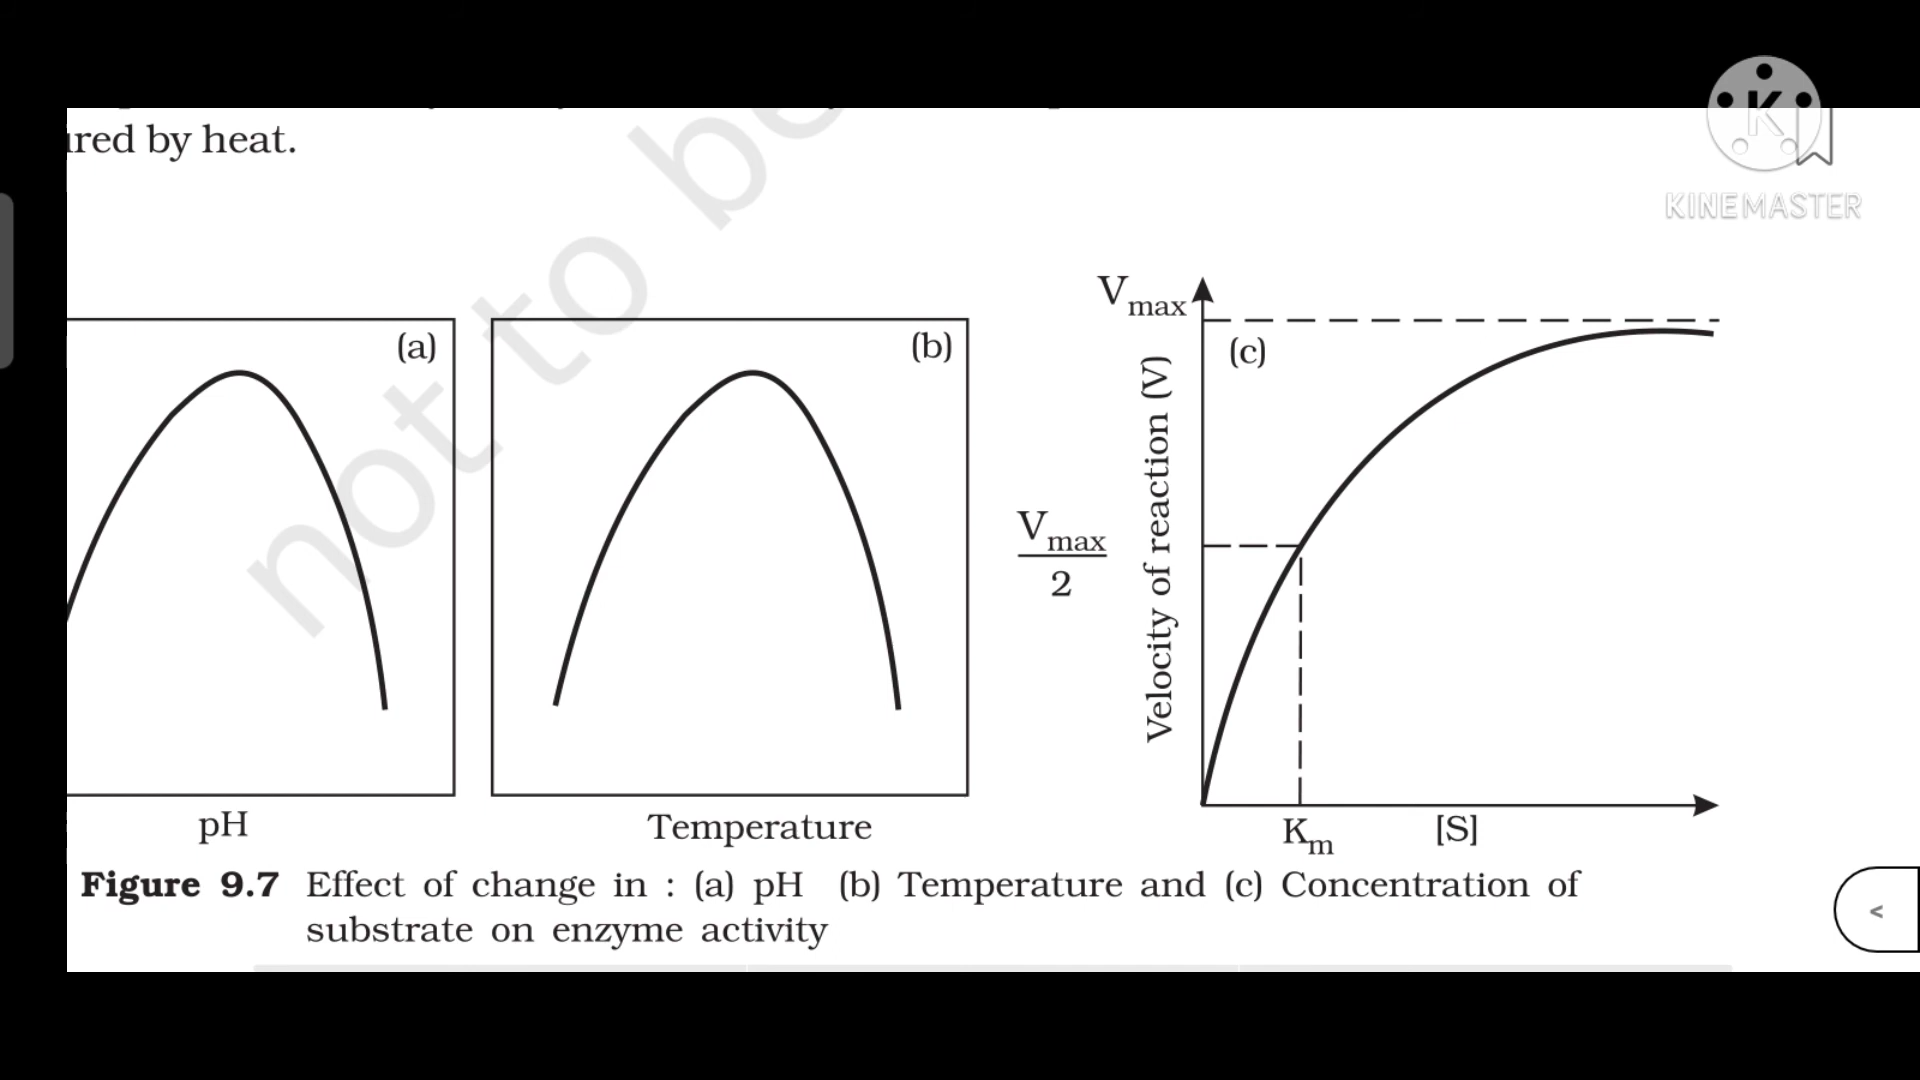 ired by heat.
not to be
K
KINEMASTER
(a)
(b)
(c)
Vmax
Vmax
2
Velocity of reaction (V)
pH
Temperature
Km
[S]
Figure 9.7 Effect of change in : (a) pH (b) Temperature and (c) Concentration of
substrate on enzyme activity
<